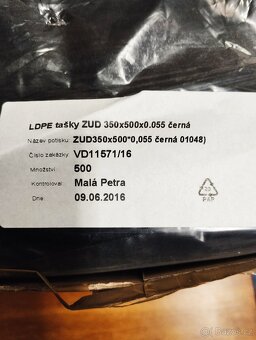 LDPE tašky ZUD 350x500x0.055 černá
Název potisku: ZUD350x500*0,055 černá 01048)
Číslo zakázky: VD11571/16
Množství: 500
Kontroloval: Malá Petra
Dne: 09.06.2016
PAP